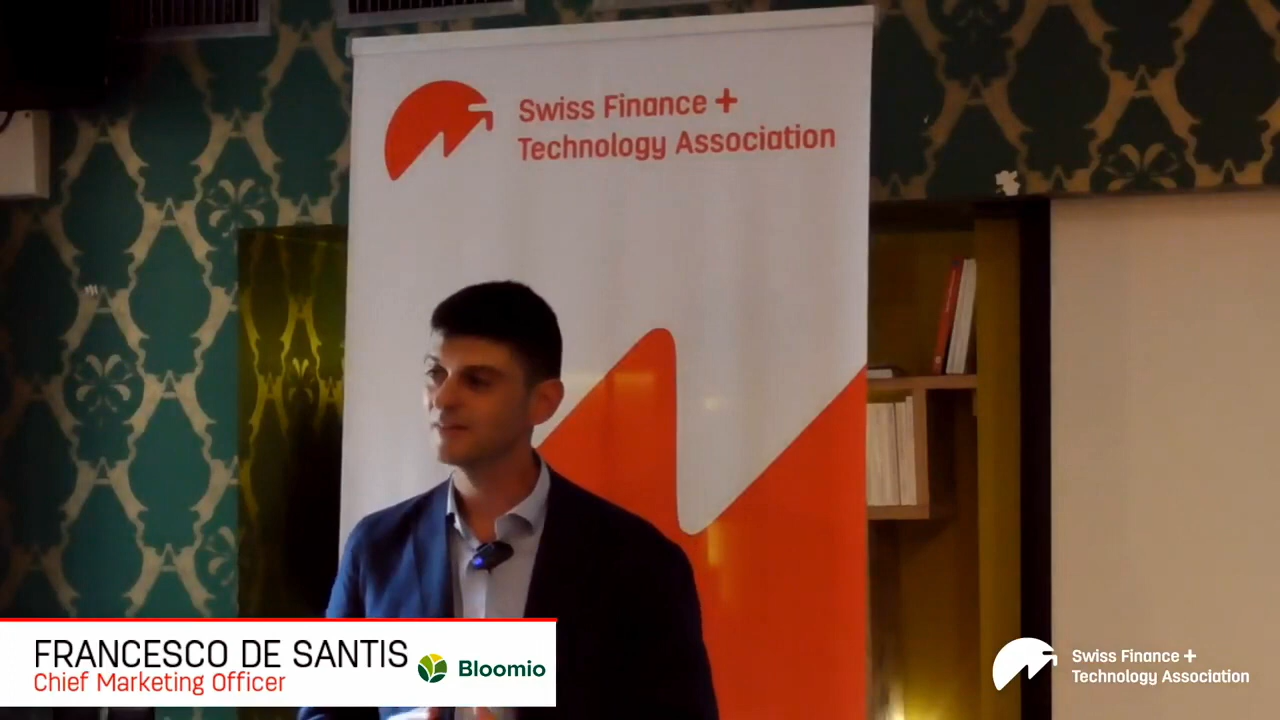 Swiss Finance +
Technology Association
FRANCESCO DE SANTIS
Chief Marketing Officer
Bloomio
Swiss Finance +
Technology Association